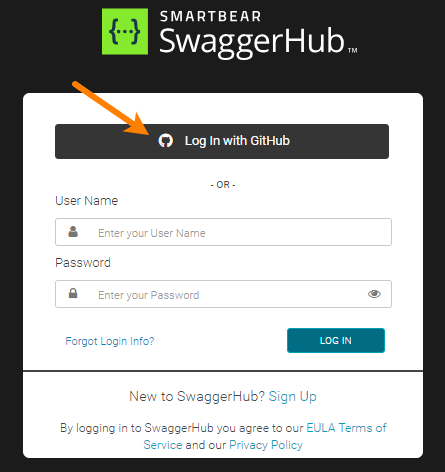 SMARTBEAR
SwaggerHub™
Log In with GitHub
- OR -
User Name
Enter your User Name
Password
Enter your Password
Forgot Login Info?
LOG IN
New to SwaggerHub? Sign Up
By logging in to SwaggerHub you agree to our EULA Terms of
Service and our Privacy Policy